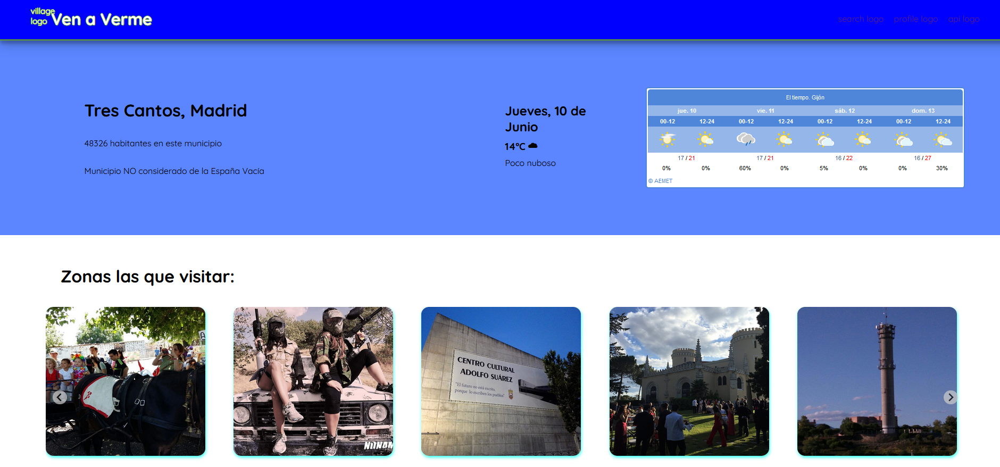 village
logo
Ven a Verme
search logo profile logo api logo
Tres Cantos, Madrid
48326 habitantes en este municipio
Municipio NO considerado de la España Vacía
Jueves, 10 de
Junio
14ºC
Poco nuboso
El tiempo. Gijón
jue. 10 vie. 11 sáb. 12 dom. 13
00-12 12-24 00-12 12-24 00-12 12-24 00-12 12-24
17 / 21 17 / 21 16 / 22 16 / 27
0% 0% 60% 0% 5% 0% 0% 30%
© AEMET
Zonas las que visitar:
A
CENTRO CULTURAL
ADOLFO SUÁREZ
"El futuro no está escrito,
porque lo escriben los pueblos"